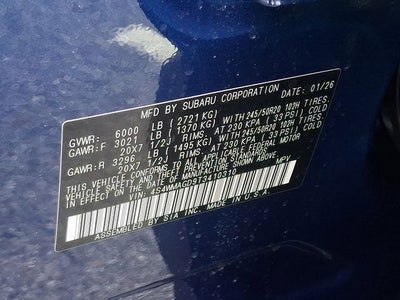 MFD BY SUBARU CORPORATION DATE: 01/26
GVWR: 6000 LB (2721 KG)
GAWR: F 3021 LB (1370 KG) WITH 245/50R20 102H TIRES.
20X7 1/2J RIMS. AT 230 KPA (33 PSI) COLD
GAWR: R 3296 LB (1495 KG) WITH 245/50R20 102H TIRES.
20X7 1/2J RIMS. AT 230 KPA (33 PSI) COLD
THIS VEHICLE CONFORMS TO ALL APPLICABLE FEDERAL MOTOR
VEHICLE SAFETY STANDARDS IN EFFECT ON THE
DATE OF MANUFACTURE SHOWN ABOVE.
VIN: MPV
ASSEMBLED BY SIA INC. MADE IN U.S.A.